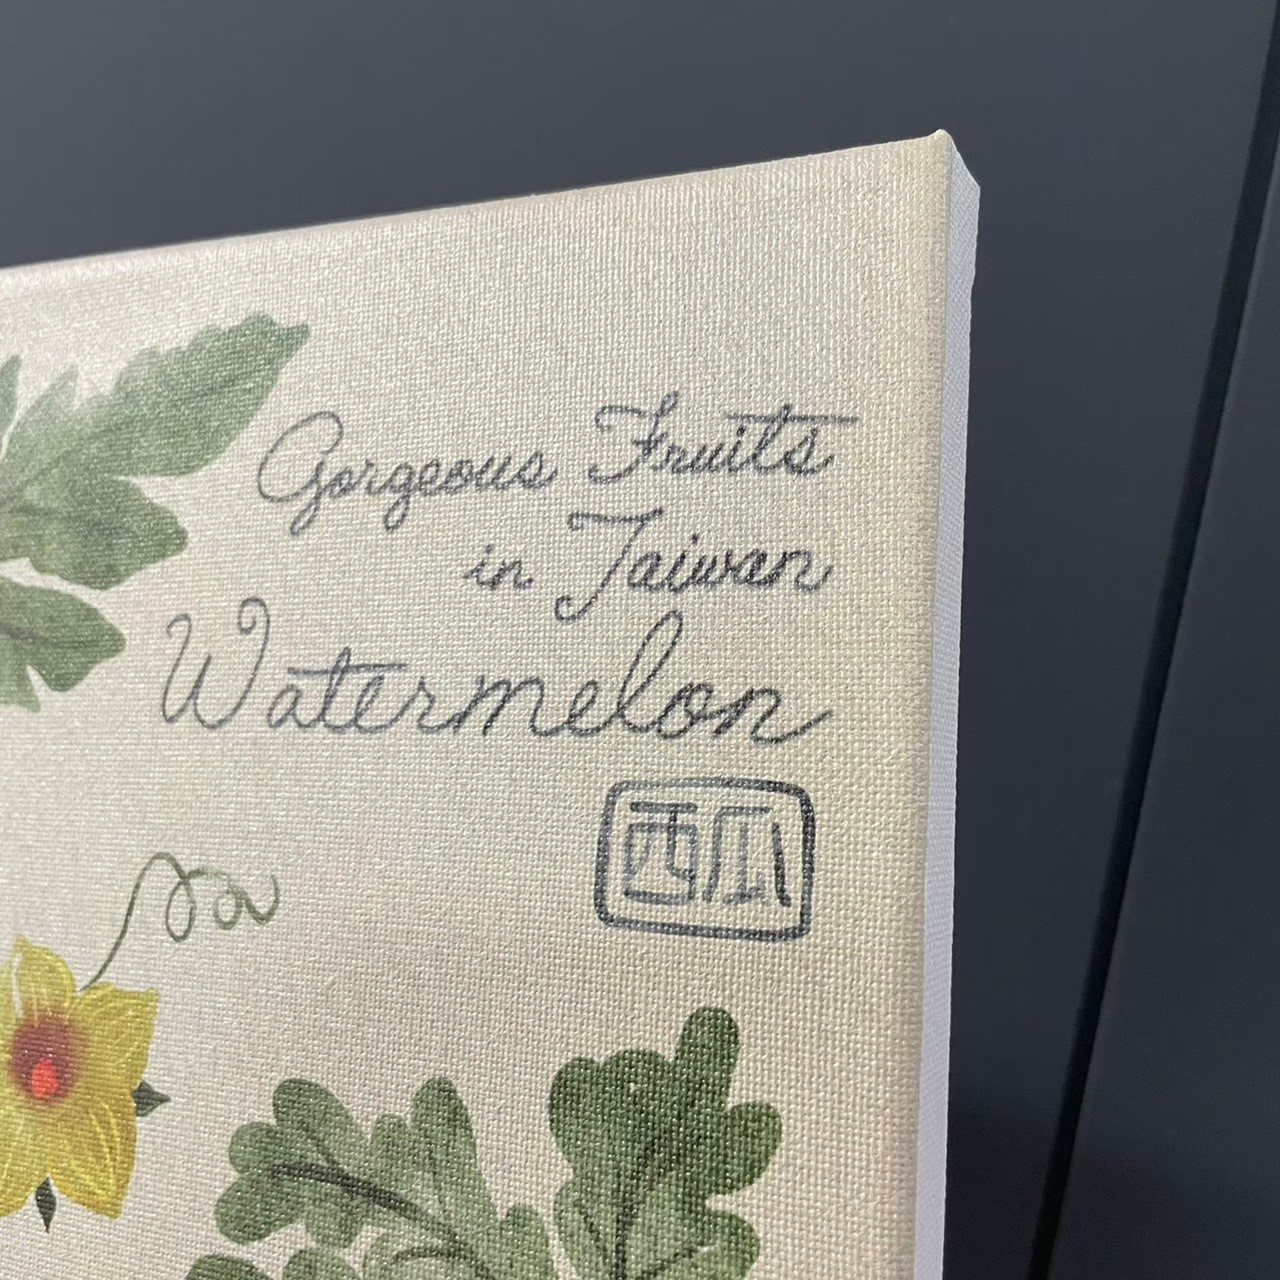 Gorgeous Fruits
in Taiwan
Watermelon
西瓜